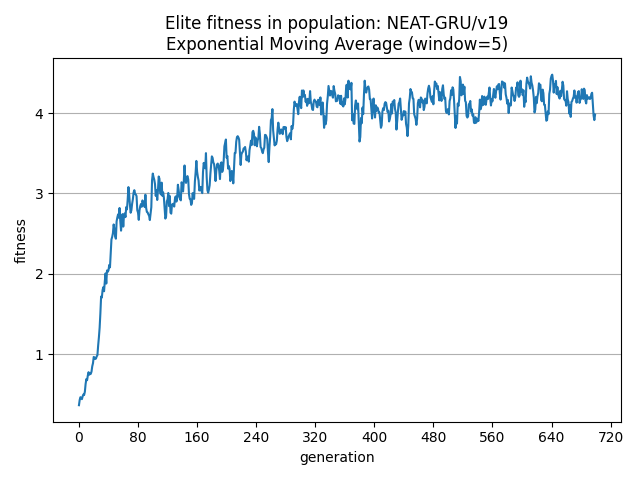 Elite fitness in population: NEAT-GRU/v19
Exponential Moving Average (window=5)
fitness
4
3
2
1
0 80 160 240 320 400 480 560 640 720
generation